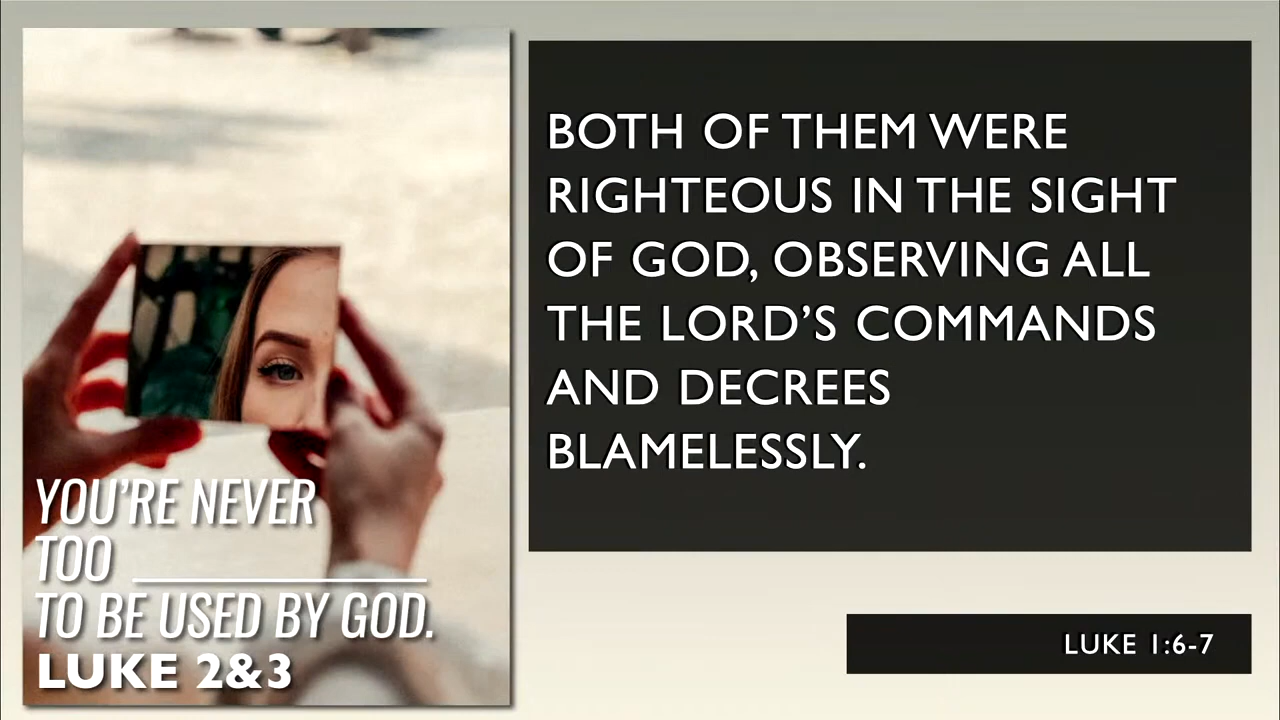 YOU'RE NEVER
TOO ____________
TO BE USED BY GOD.
LUKE 2&3
BOTH OF THEM WERE
RIGHTEOUS IN THE SIGHT
OF GOD, OBSERVING ALL
THE LORD'S COMMANDS
AND DECREES
BLAMELESSLY.
LUKE 1:6-7